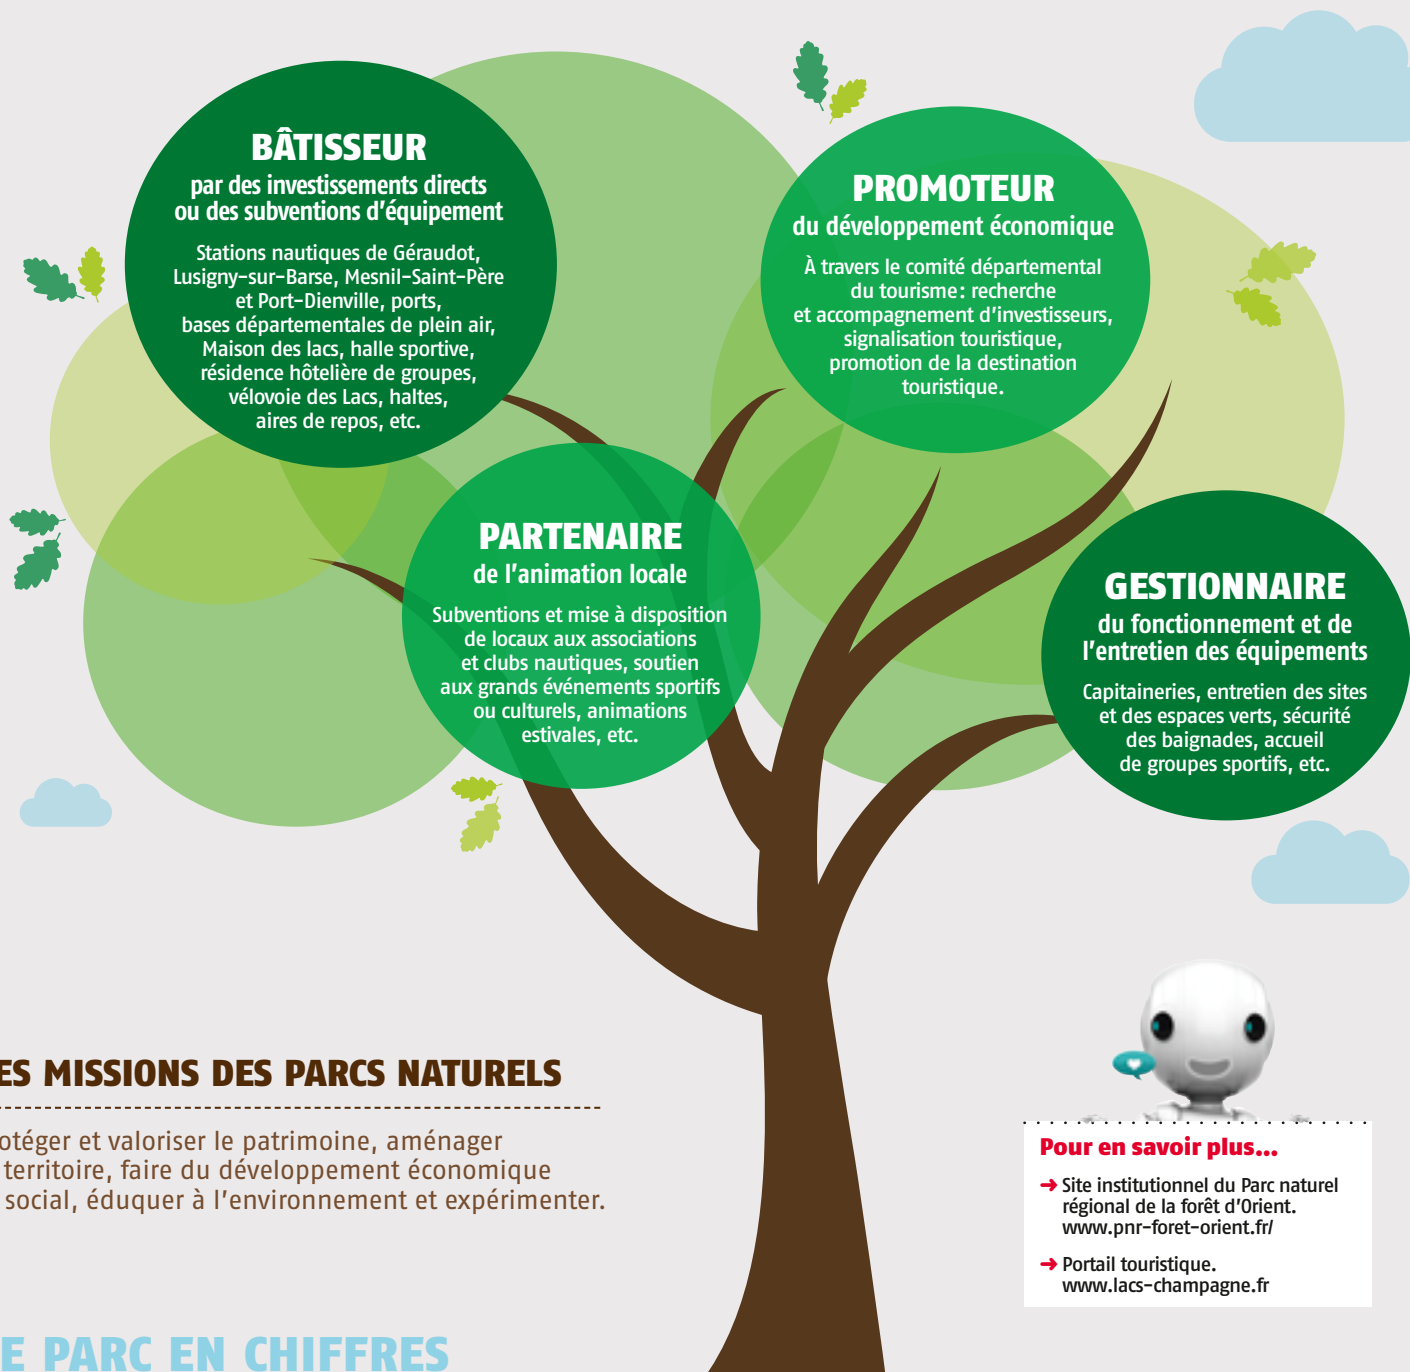 BÂTISSEUR
par des investissements directs
ou des subventions d’équipement
Stations nautiques de Géraudot,
Lusigny-sur-Barse, Mesnil-Saint-Père
et Port-Dienville, ports,
bases départementales de plein air,
Maison des lacs, halle sportive,
résidence hôtelière de groupes,
vélovoie des Lacs, haltes,
aires de repos, etc.
PROMOTEUR
du développement économique
À travers le comité départemental
du tourisme : recherche
et accompagnement d’investisseurs,
signalisation touristique,
promotion de la destination
touristique.
PARTENAIRE
de l’animation locale
Subventions et mise à disposition
de locaux aux associations
et clubs nautiques, soutien
aux grands événements sportifs
ou culturels, animations
estivales, etc.
GESTIONNAIRE
du fonctionnement et de
l’entretien des équipements
Capitaineries, entretien des sites
et des espaces verts, sécurité
des baignades, accueil
de groupes sportifs, etc.
ES MISSIONS DES PARCS NATURELS
otéger et valoriser le patrimoine, aménager
territoire, faire du développement économique
social, éduquer à l’environnement et expérimenter.
Pour en savoir plus...
➜ Site institutionnel du Parc naturel
régional de la forêt d’Orient.
www.pnr-foret-orient.fr/
➜ Portail touristique.
www.lacs-champagne.fr
E PARC EN CHIFFRES